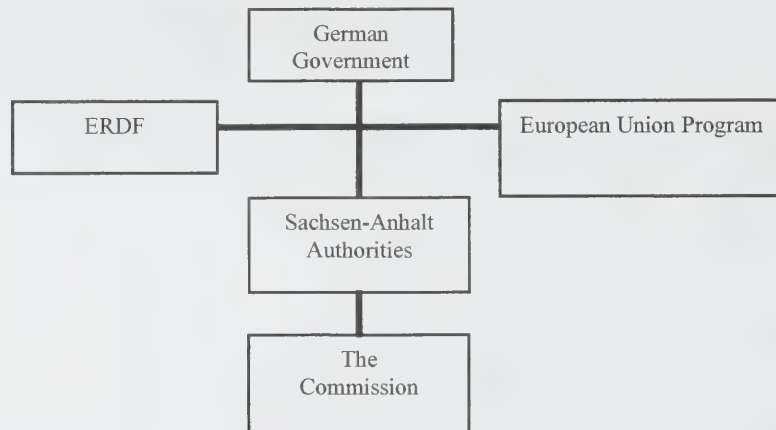 German
Government
ERDF
European Union Program
Sachsen-Anhalt
Authorities
The
Commission